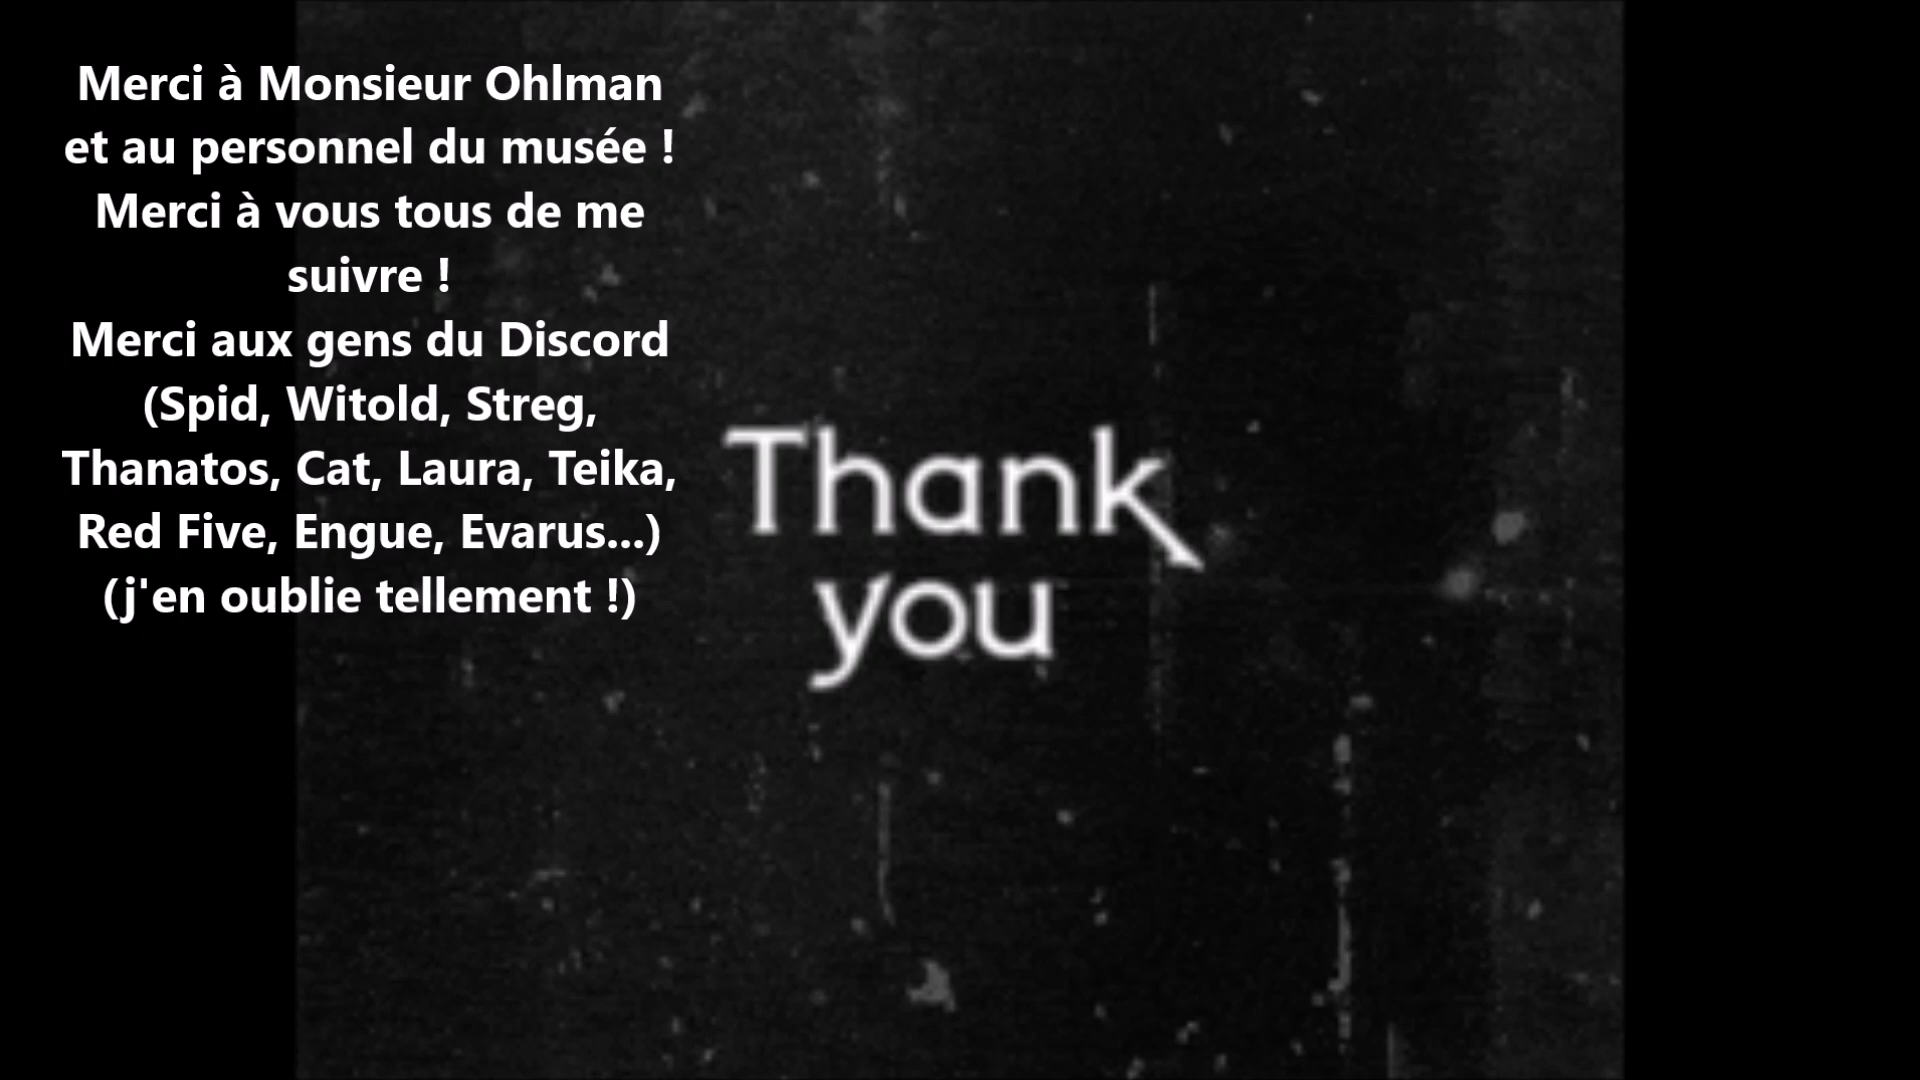 Merci à Monsieur Ohlman
et au personnel du musée !
Merci à vous tous de me
suivre !
Merci aux gens du Discord
(Spid, Witold, Streg,
Thanatos, Cat, Laura, Teika,
Red Five, Engue, Evarus...)
(j'en oublie tellement !)
Thank
you